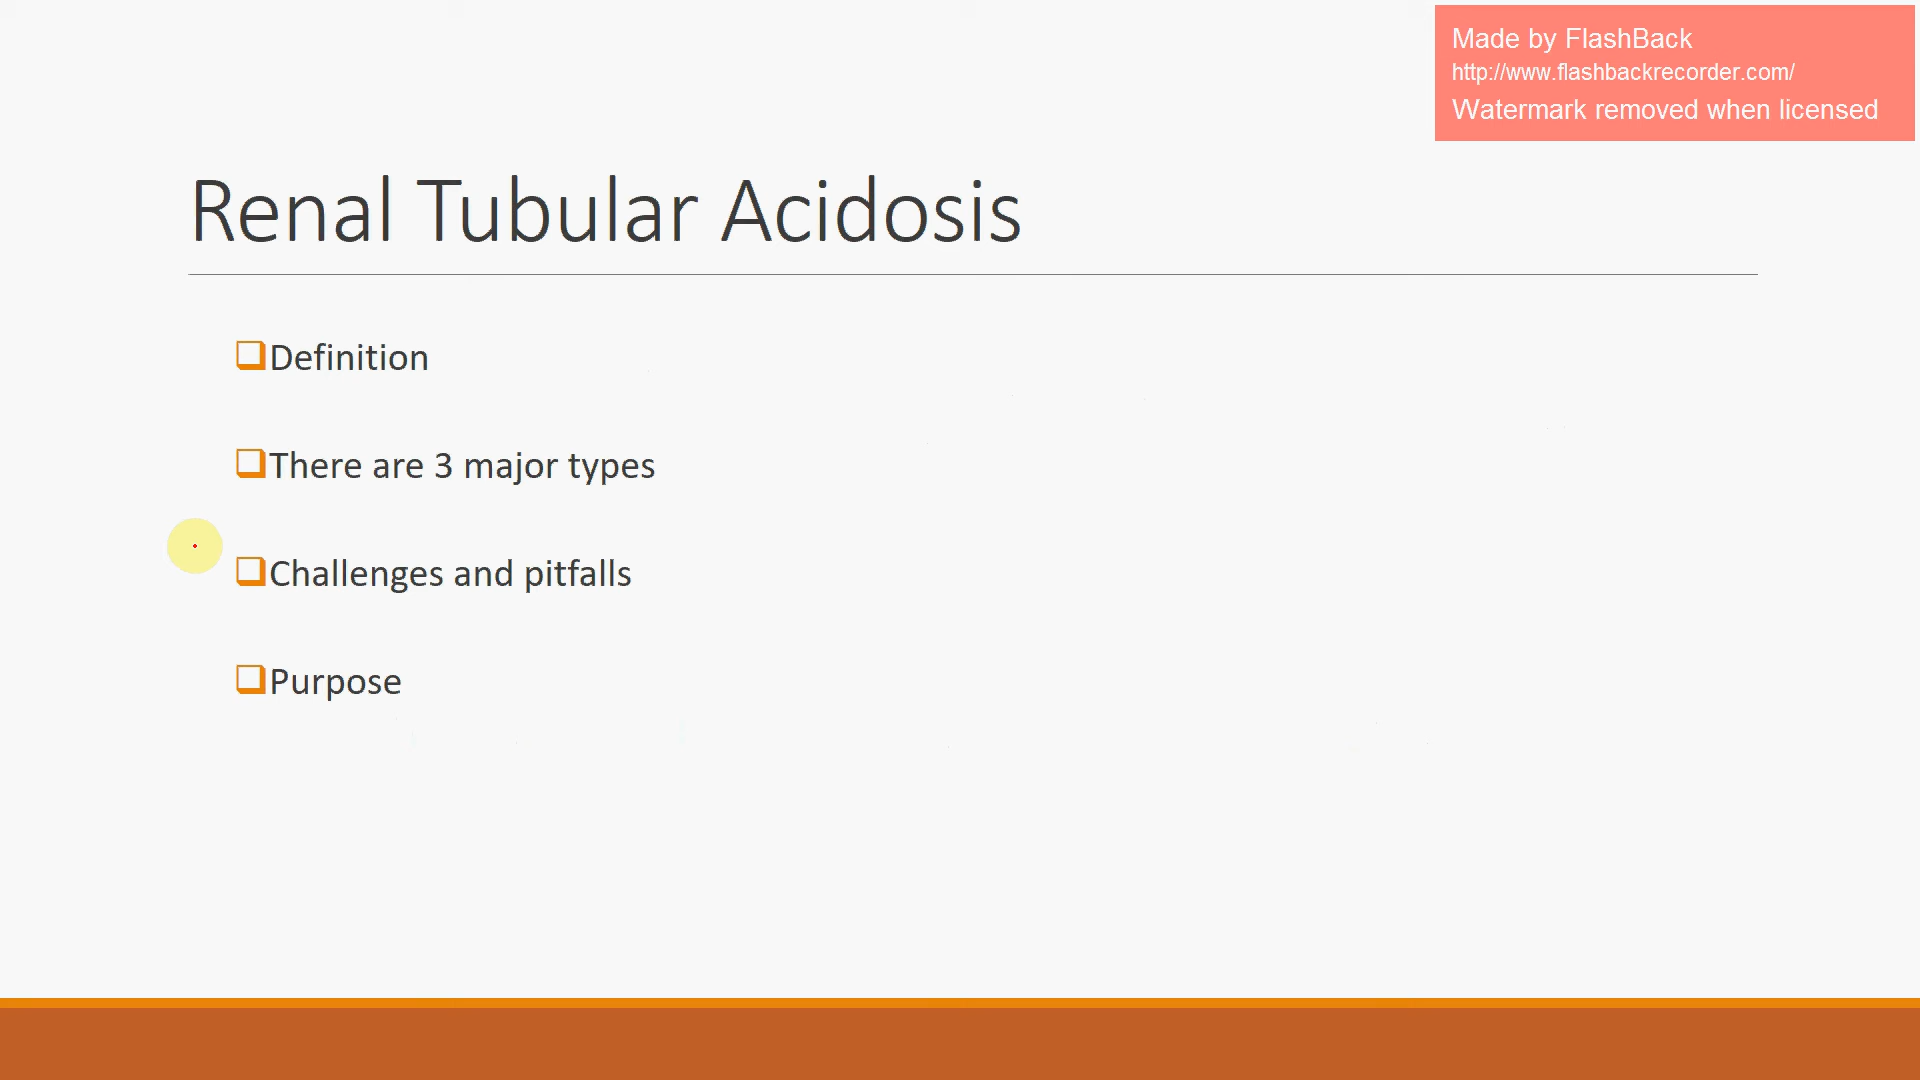 Made by FlashBack
http://www.flashbackrecorder.com/
Watermark removed when licensed
Renal Tubular Acidosis
Definition
There are 3 major types
Challenges and pitfalls
Purpose